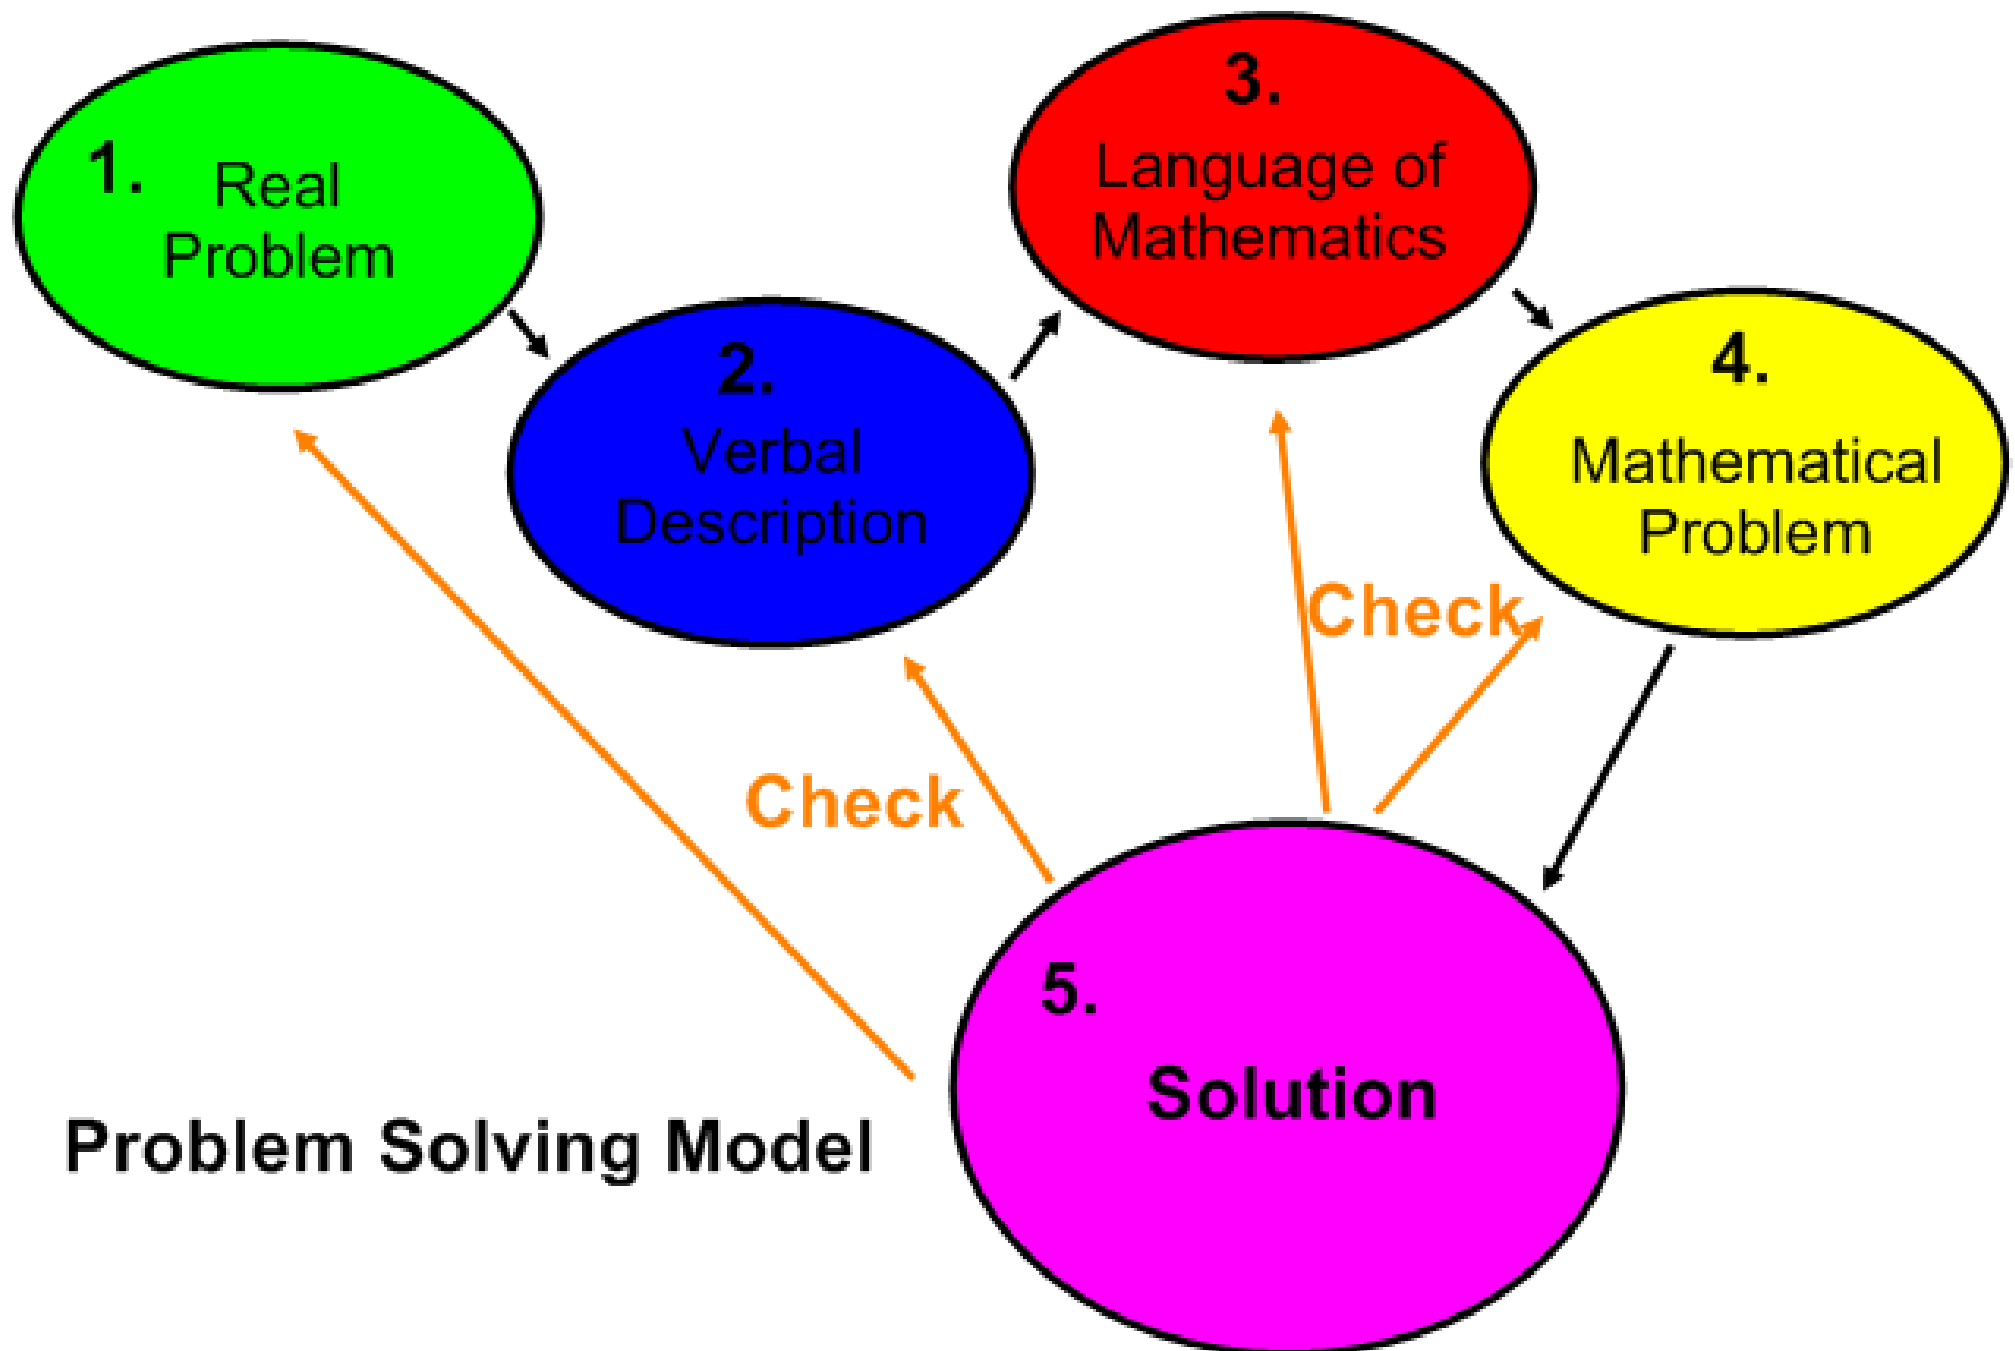 1.
Real
Problem
2.
Verbal
Description
3.
Language of
Mathematics
4.
Mathematical
Problem
Check
Check
5.
Solution
Problem Solving Model